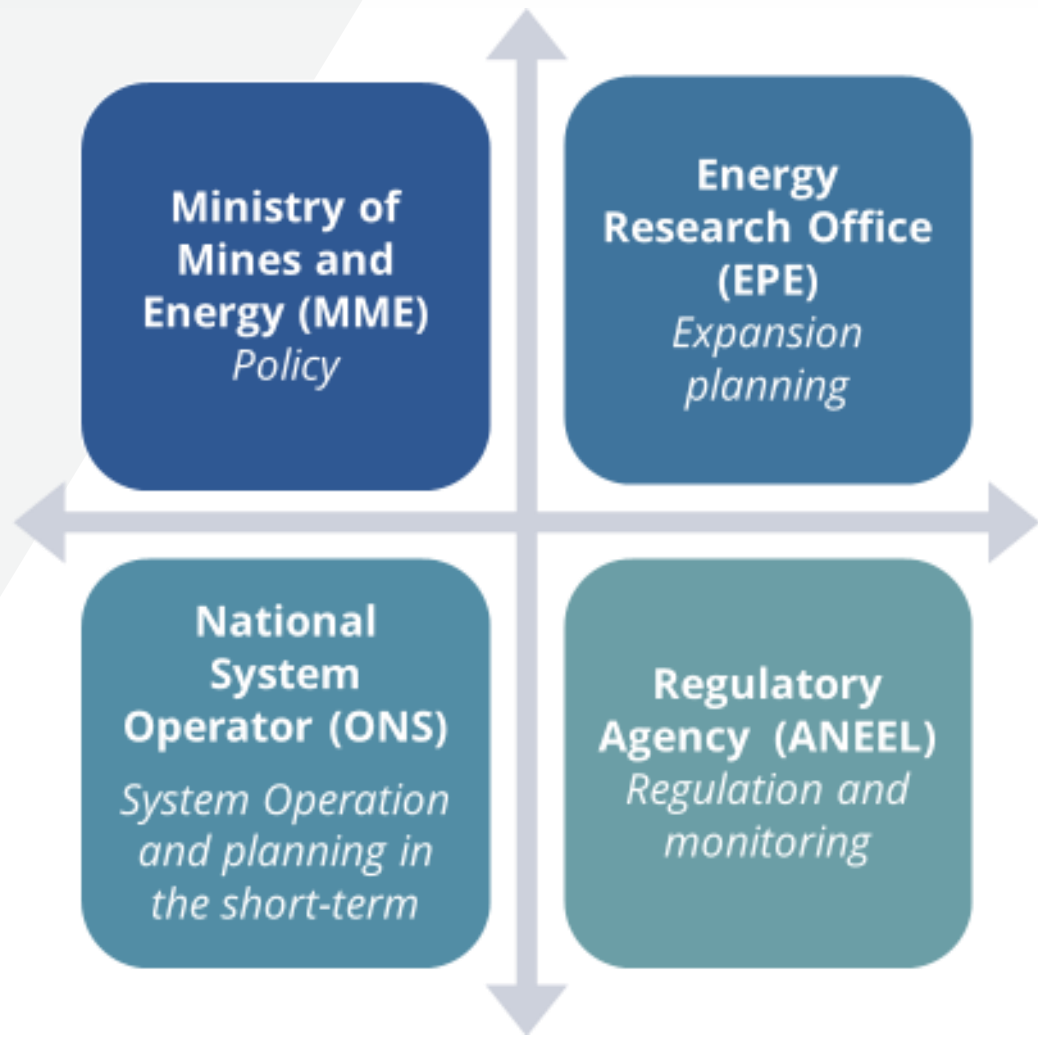 Ministry of
Mines and
Energy (MME)
Policy
Energy
Research Office
(EPE)
Expansion
planning
National
System
Operator (ONS)
System Operation
and planning in
the short-term
Regulatory
Agency (ANEEL)
Regulation and
monitoring